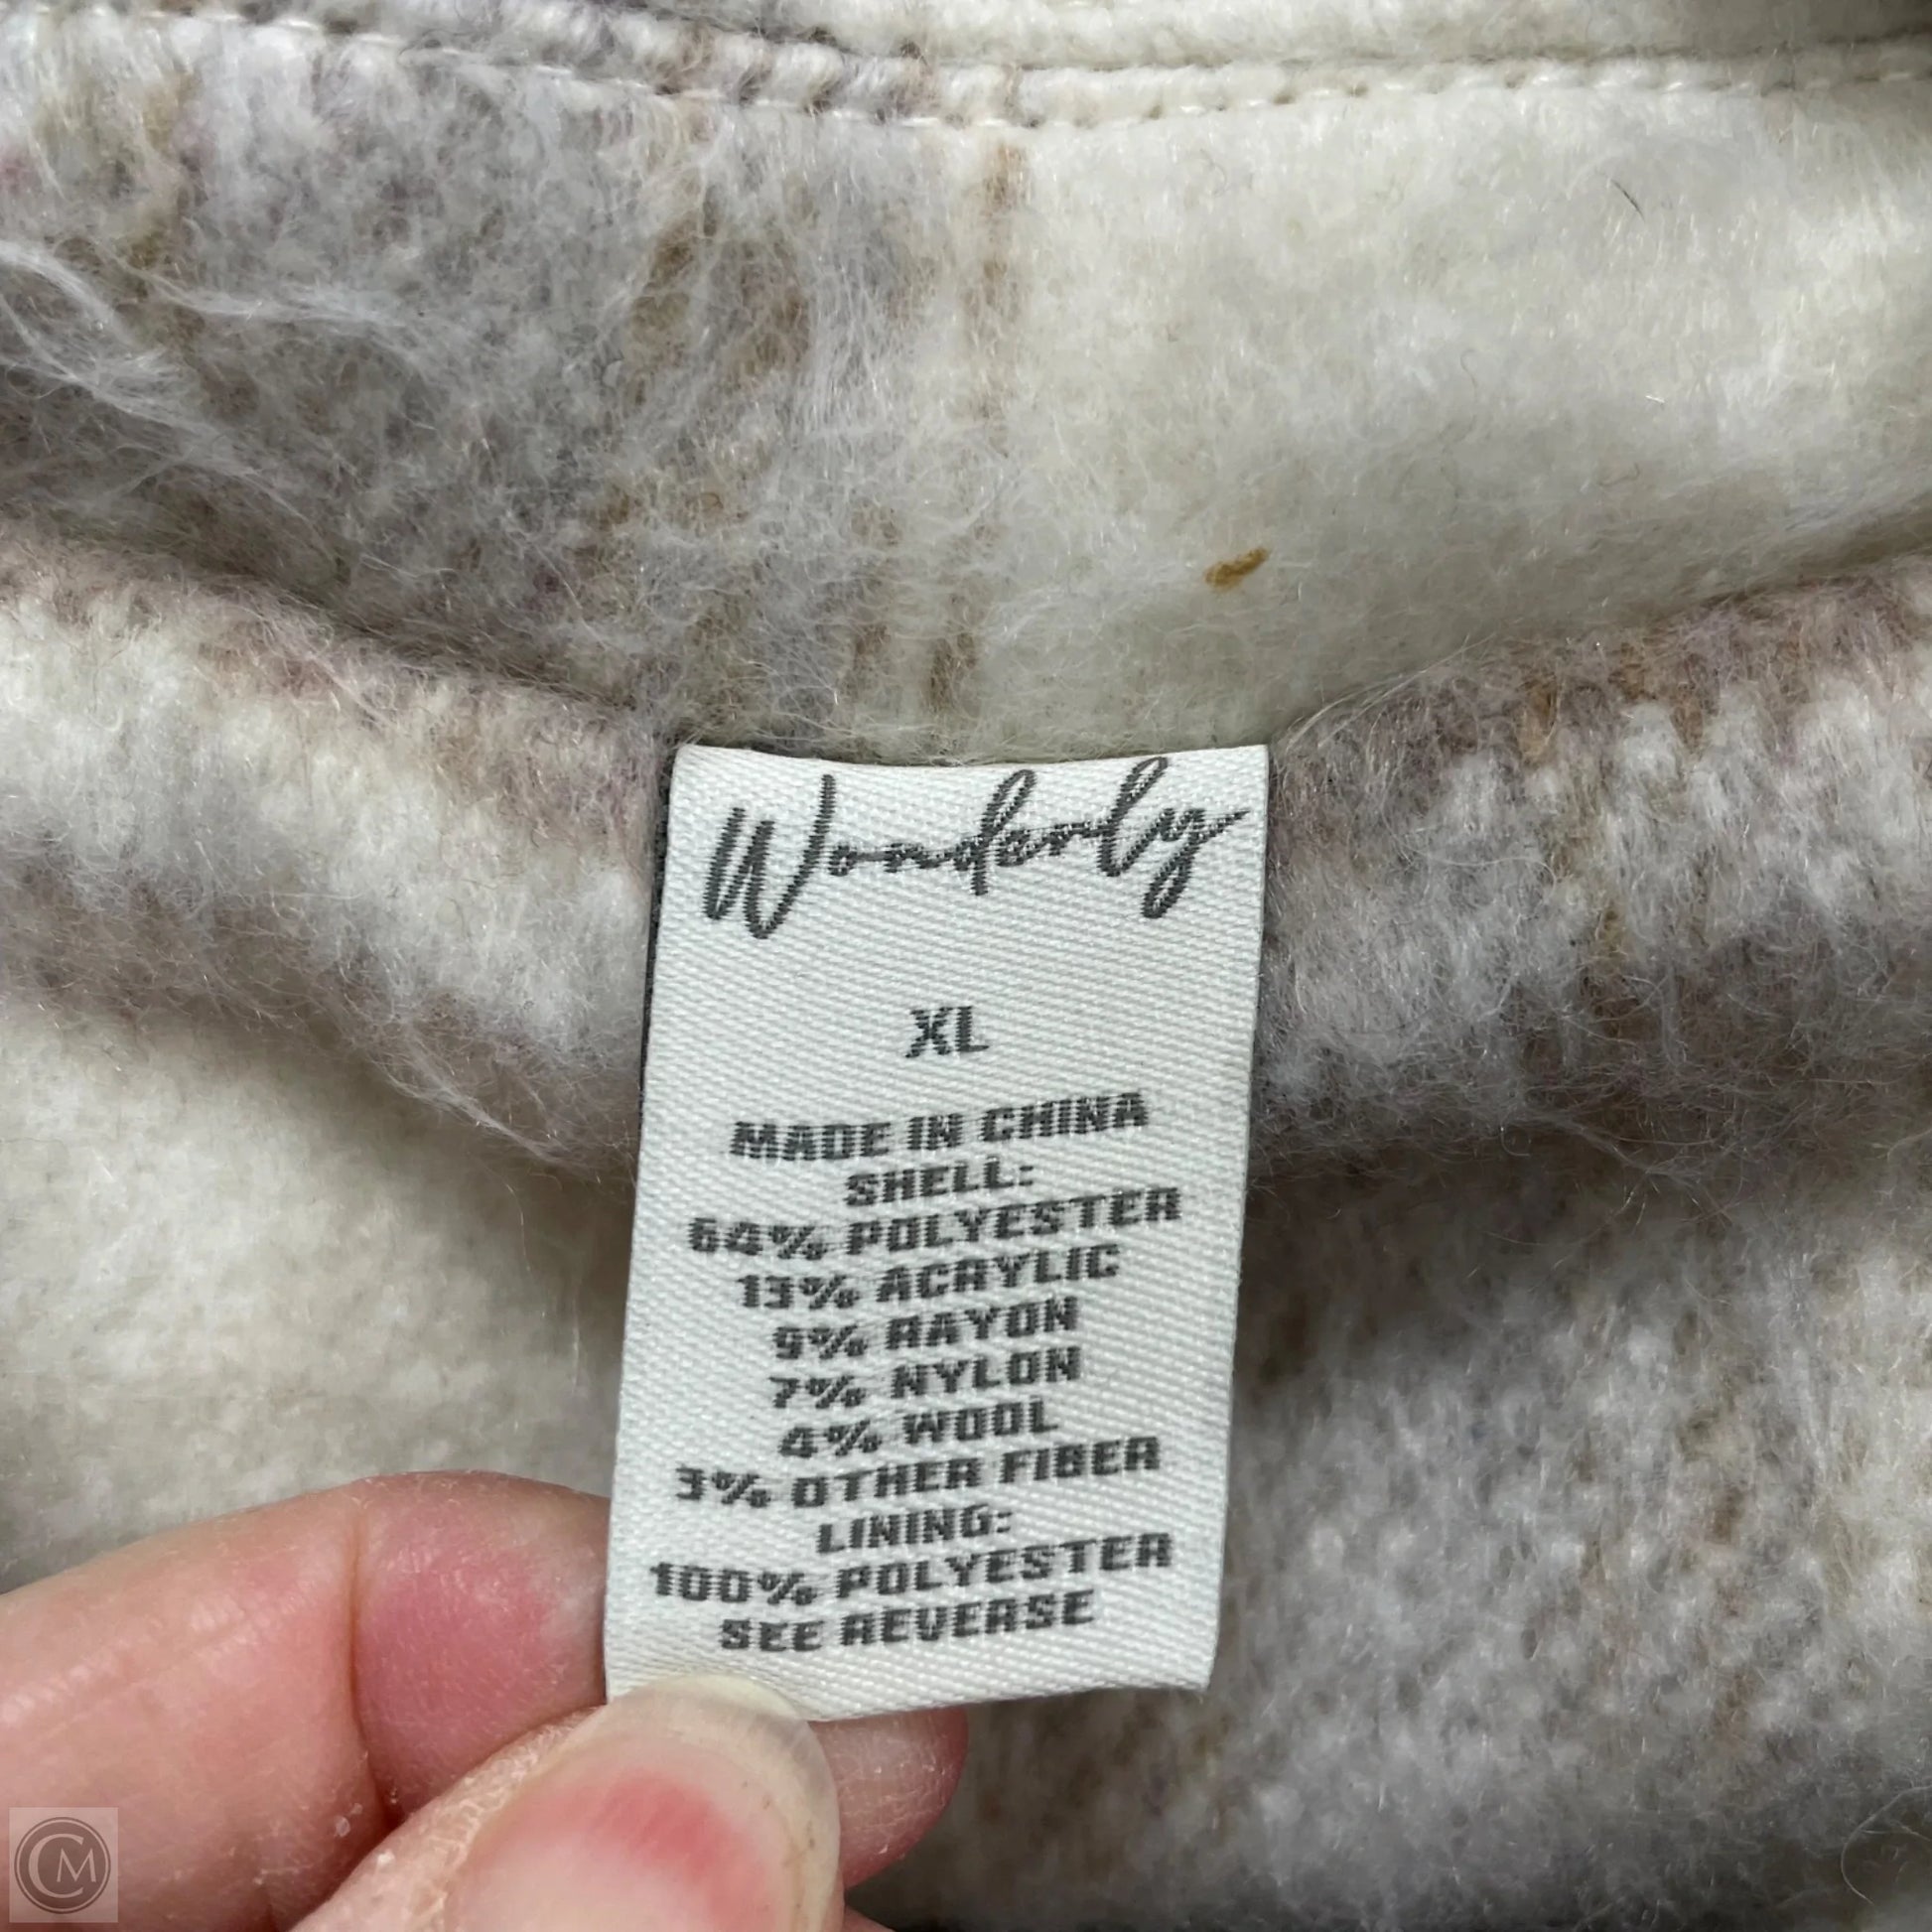 Wonderly
XL
MADE IN CHINA
SHELL:
64% POLYESTER
13% ACRYLIC
9% RAYON
7% NYLON
4% WOOL
3% OTHER FIBER
LINING:
100% POLYESTER
SEE REVERSE
CM